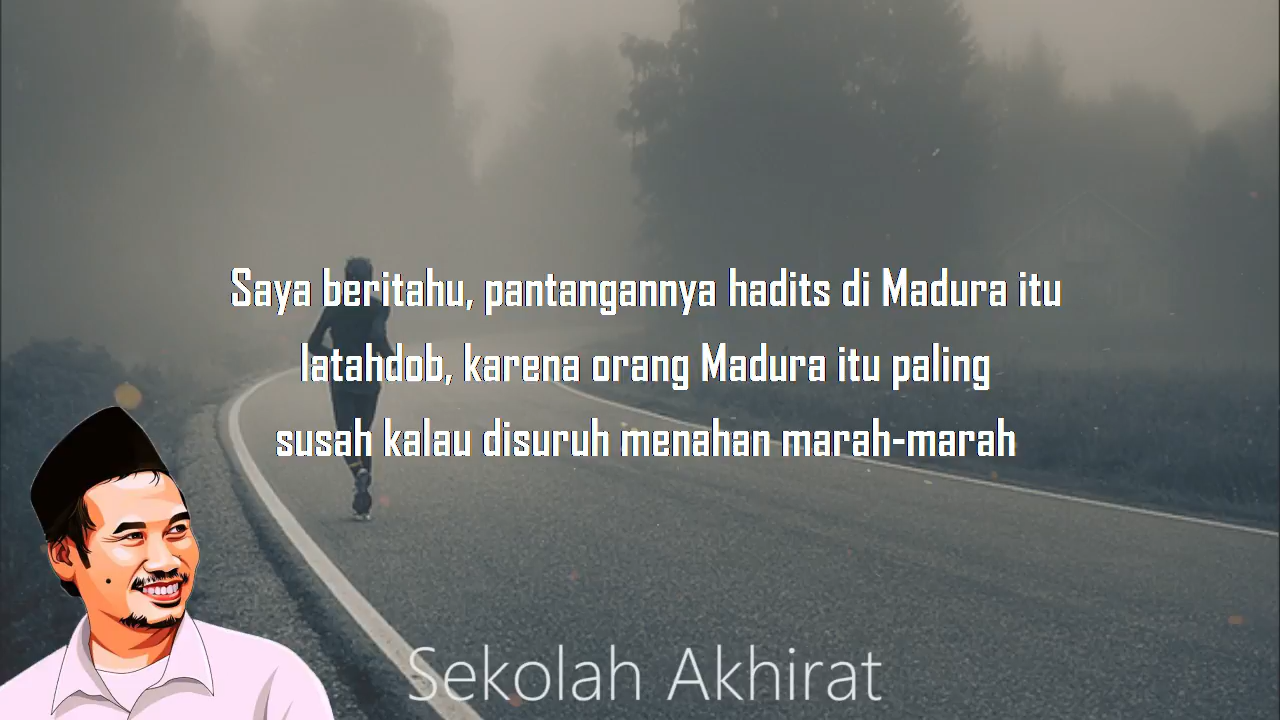 Saya beritahu, pantangannya hadits di Madura itu
latahdob, karena orang Madura itu paling
susah kalau disuruh menahan marah-marah
Sekolah Akhirat